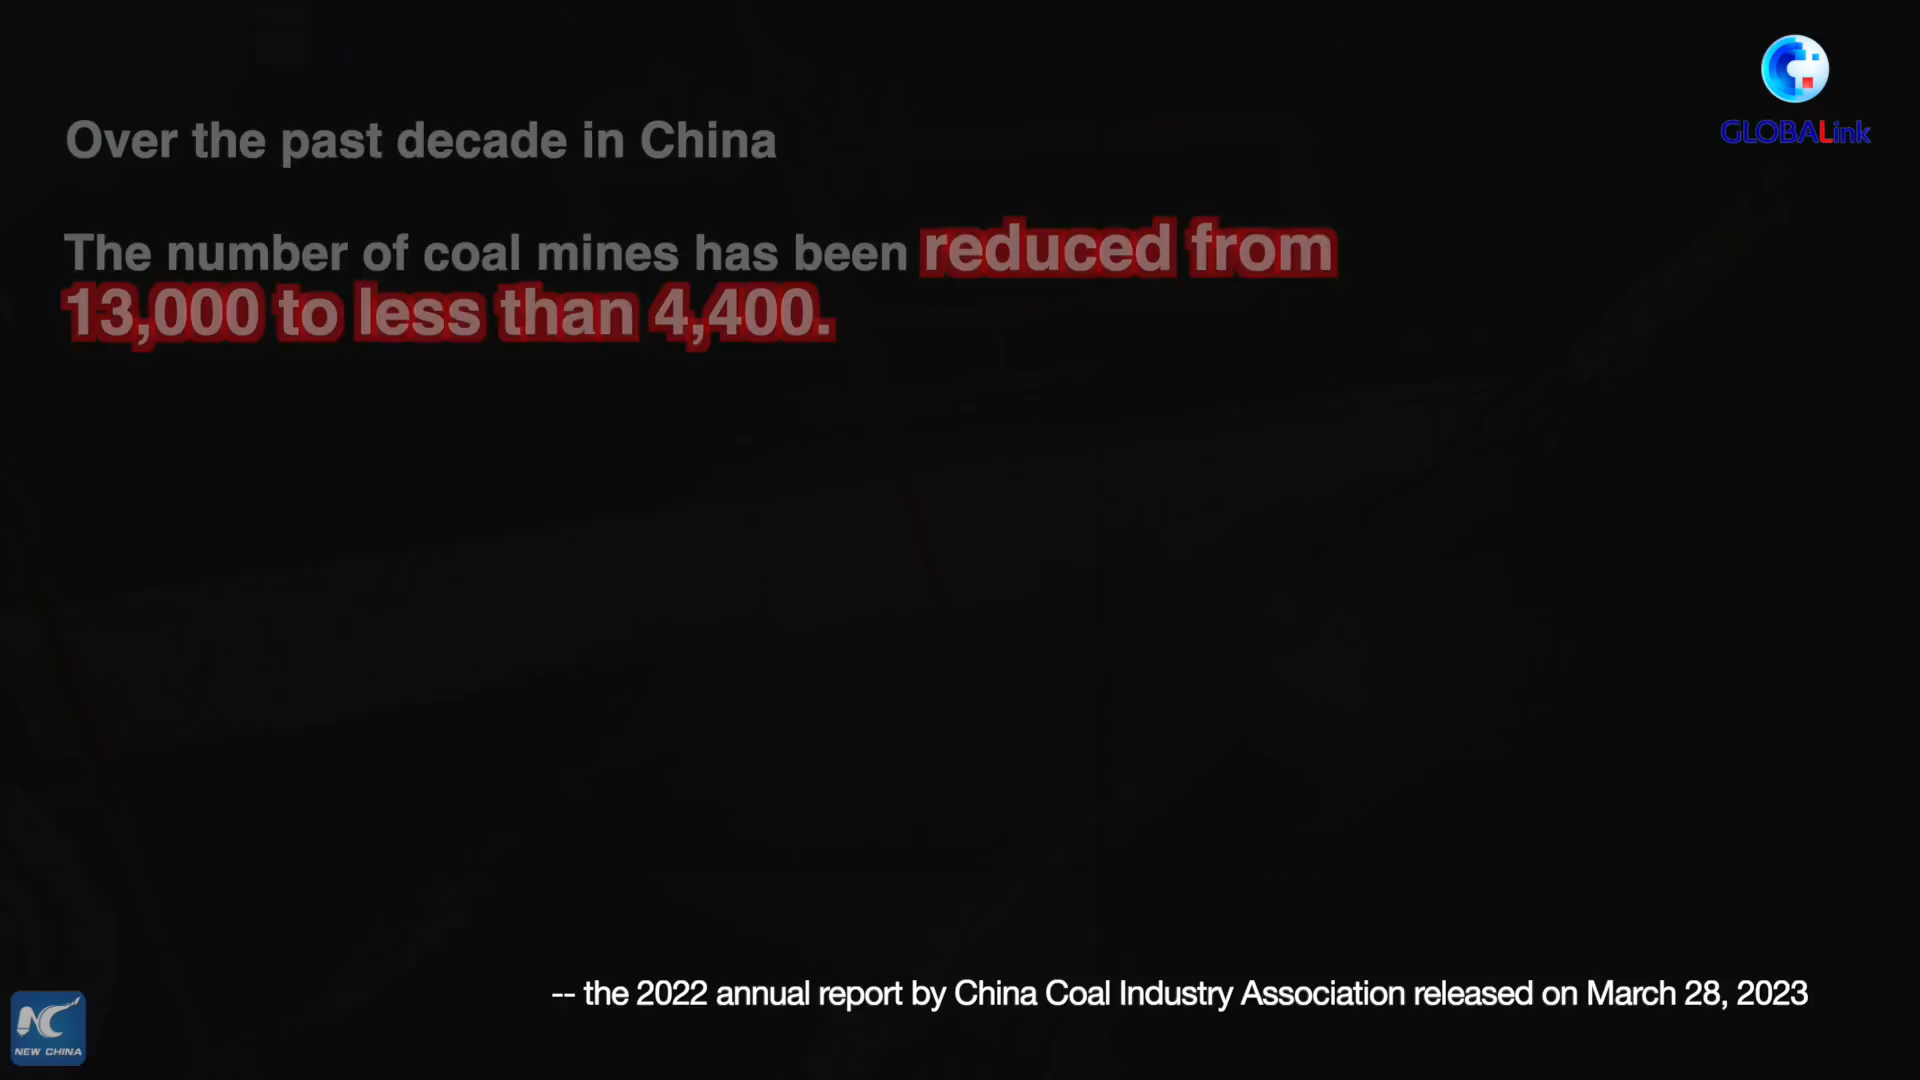 GLOBALink
Over the past decade in China
The number of coal mines has been reduced from
13,000 to less than 4,400.
-- the 2022 annual report by China Coal Industry Association released on March 28, 2023
NC
NEW CHINA